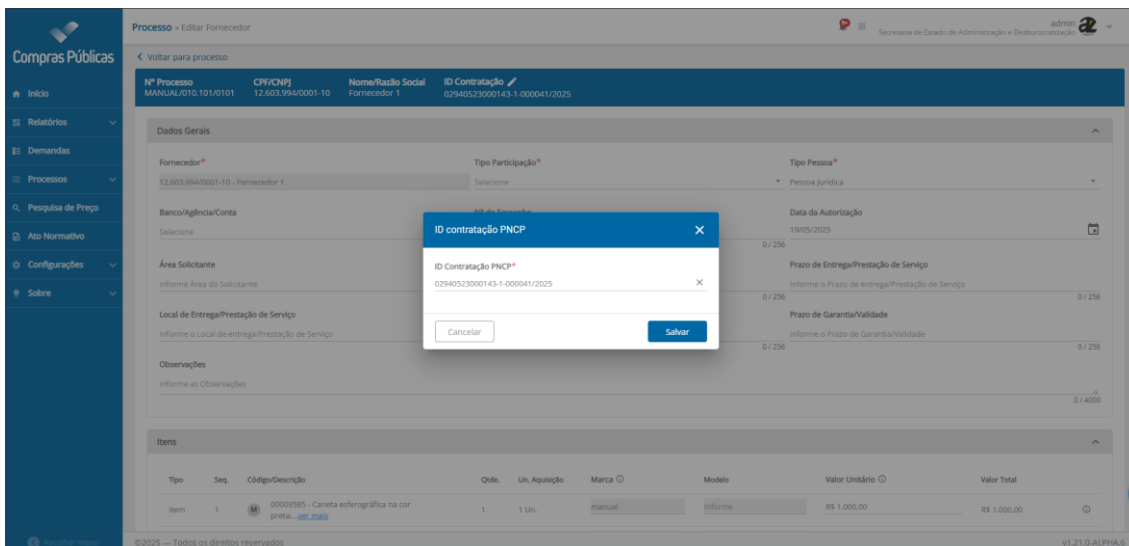 Compras Públicas
Início
Relatórios
Demandas
Processos
Pesquisa de Preço
Ato Normativo
Configurações
Sobre
Recolher menu
Processo » Editar Fornecedor
admin
Secretaria de Estado de Administração e Desburocratização
Voltar para processo
Nº Processo CPF/CNPJ Nome/Razão Social ID Contratação
MANUAL/010.101/0101 12.603.994/0001-10 Fornecedor 1 02940523000143-1-000041/2025
Dados Gerais
Fornecedor* Tipo Participação* Tipo Pessoa*
12.603.994/0001-10 - Fornecedor 1 Selecione Pessoa Jurídica
Banco/Agência/Conta Nº do Empenho Data da Autorização
Selecione 19/05/2025
0 / 256
Área Solicitante Prazo de Entrega/Prestação de Serviço
Informe Área do Solicitante Informe o Prazo de entrega/Prestação de Serviço
0 / 256 0 / 256
Local de Entrega/Prestação de Serviço Prazo de Garantia/Validade
Informe o Local de entrega/Prestação de Serviço Informe o Prazo de Garantia/Validade
0 / 256 0 / 256
Observações
Informe as Observações
0 / 4000
ID contratação PNCP
ID Contratação PNCP*
02940523000143-1-000041/2025
Cancelar Salvar
Itens
Tipo Seq. Código/Descrição Qtde. Un. Aquisição Marca Modelo Valor Unitário Valor Total
Item 1 M 00009585 - Caneta esferográfica na cor 1 1 Un. manual Informe R$ 1.000,00 R$ 1.000,00
preta;...ver mais
©2025 — Todos os direitos reservados. v1.21.0-ALPHA.6